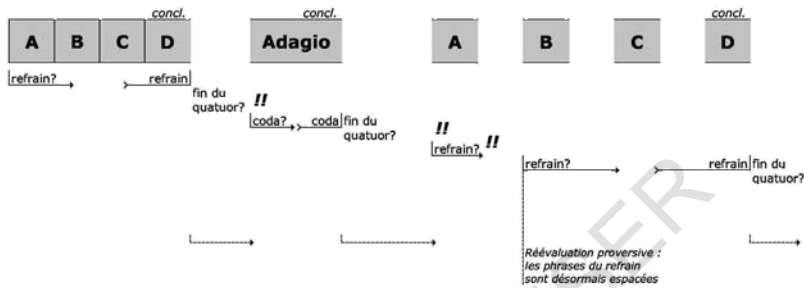 concl.
concl.
concl.
A B C D Adagio A B C D
refrain? refrain
fin du
quatuor?
!!
coda? coda
fin du
quatuor?
!!
refrain?
!!
refrain? refrain
fin du
quatuor?
Réévaluation proversive :
les phrases du refrain
sont désormais espacées